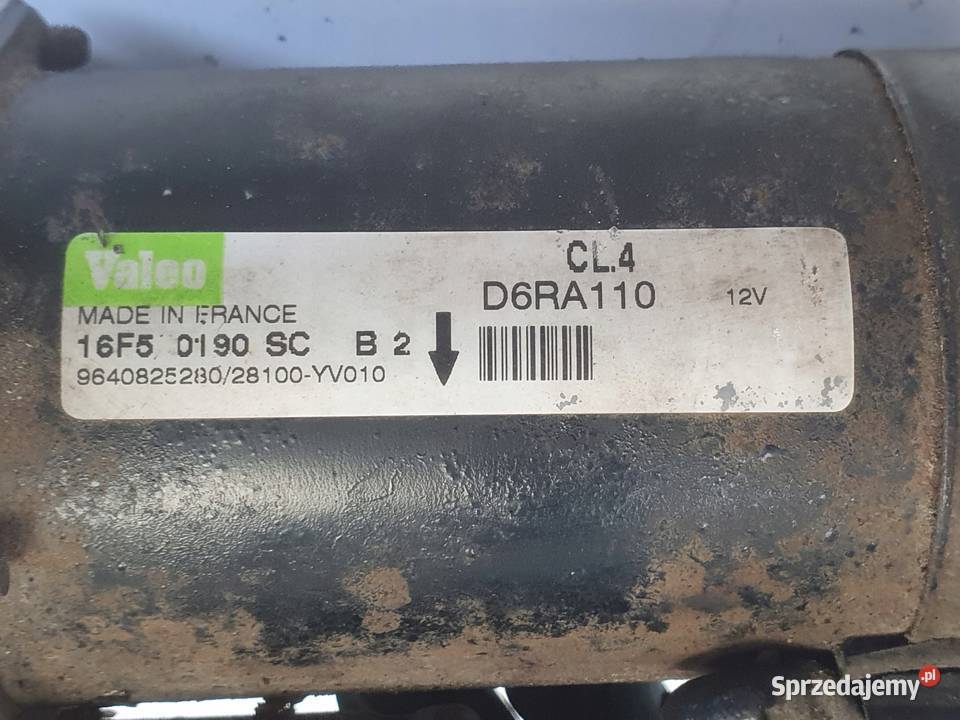 Valeo
CL.4
D6RA110
12V
MADE IN FRANCE
16F5 0190 SC B 2
9640825280/28100-YV010
Sprzedajemy.pl